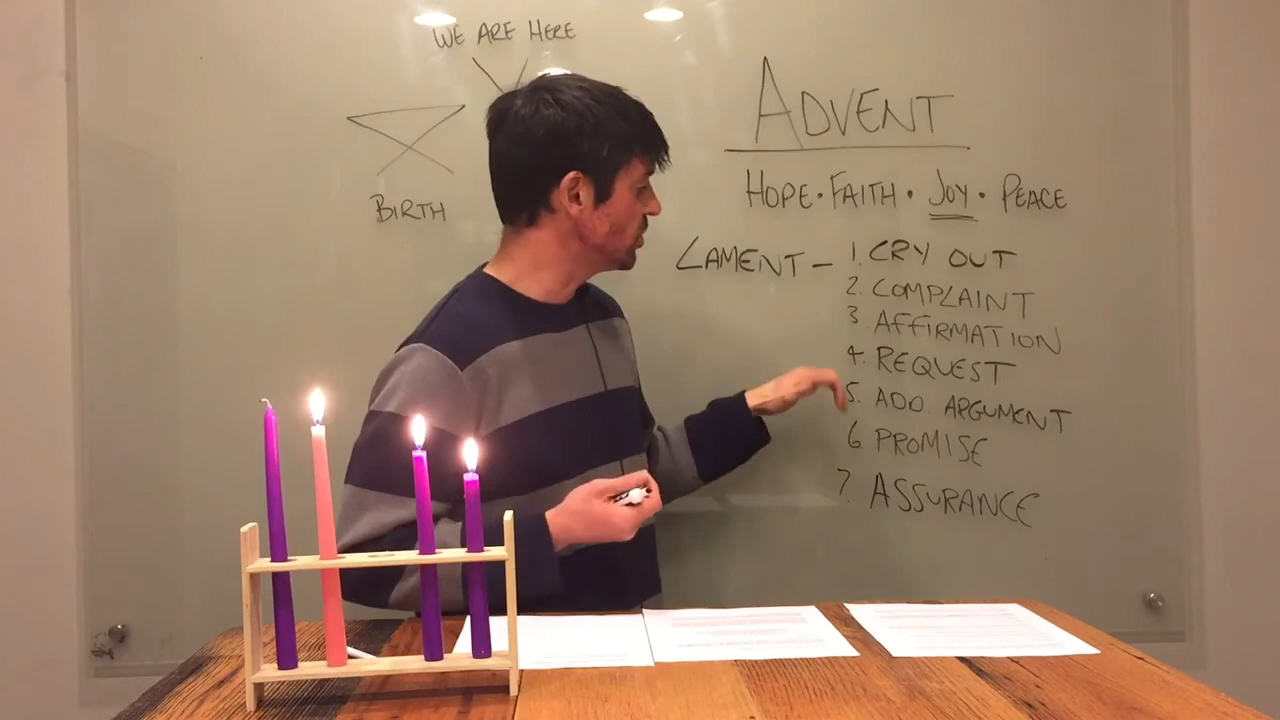 WE ARE HERE
BIRTH
ADVENT
HOPE · FAITH · JOY · PEACE
LAMENT - 1. CRY OUT
2. COMPLAINT
3 AFFIRMATION
4. REQUEST
5. ADD. ARGUMENT
6 PROMISE
7. ASSURANCE